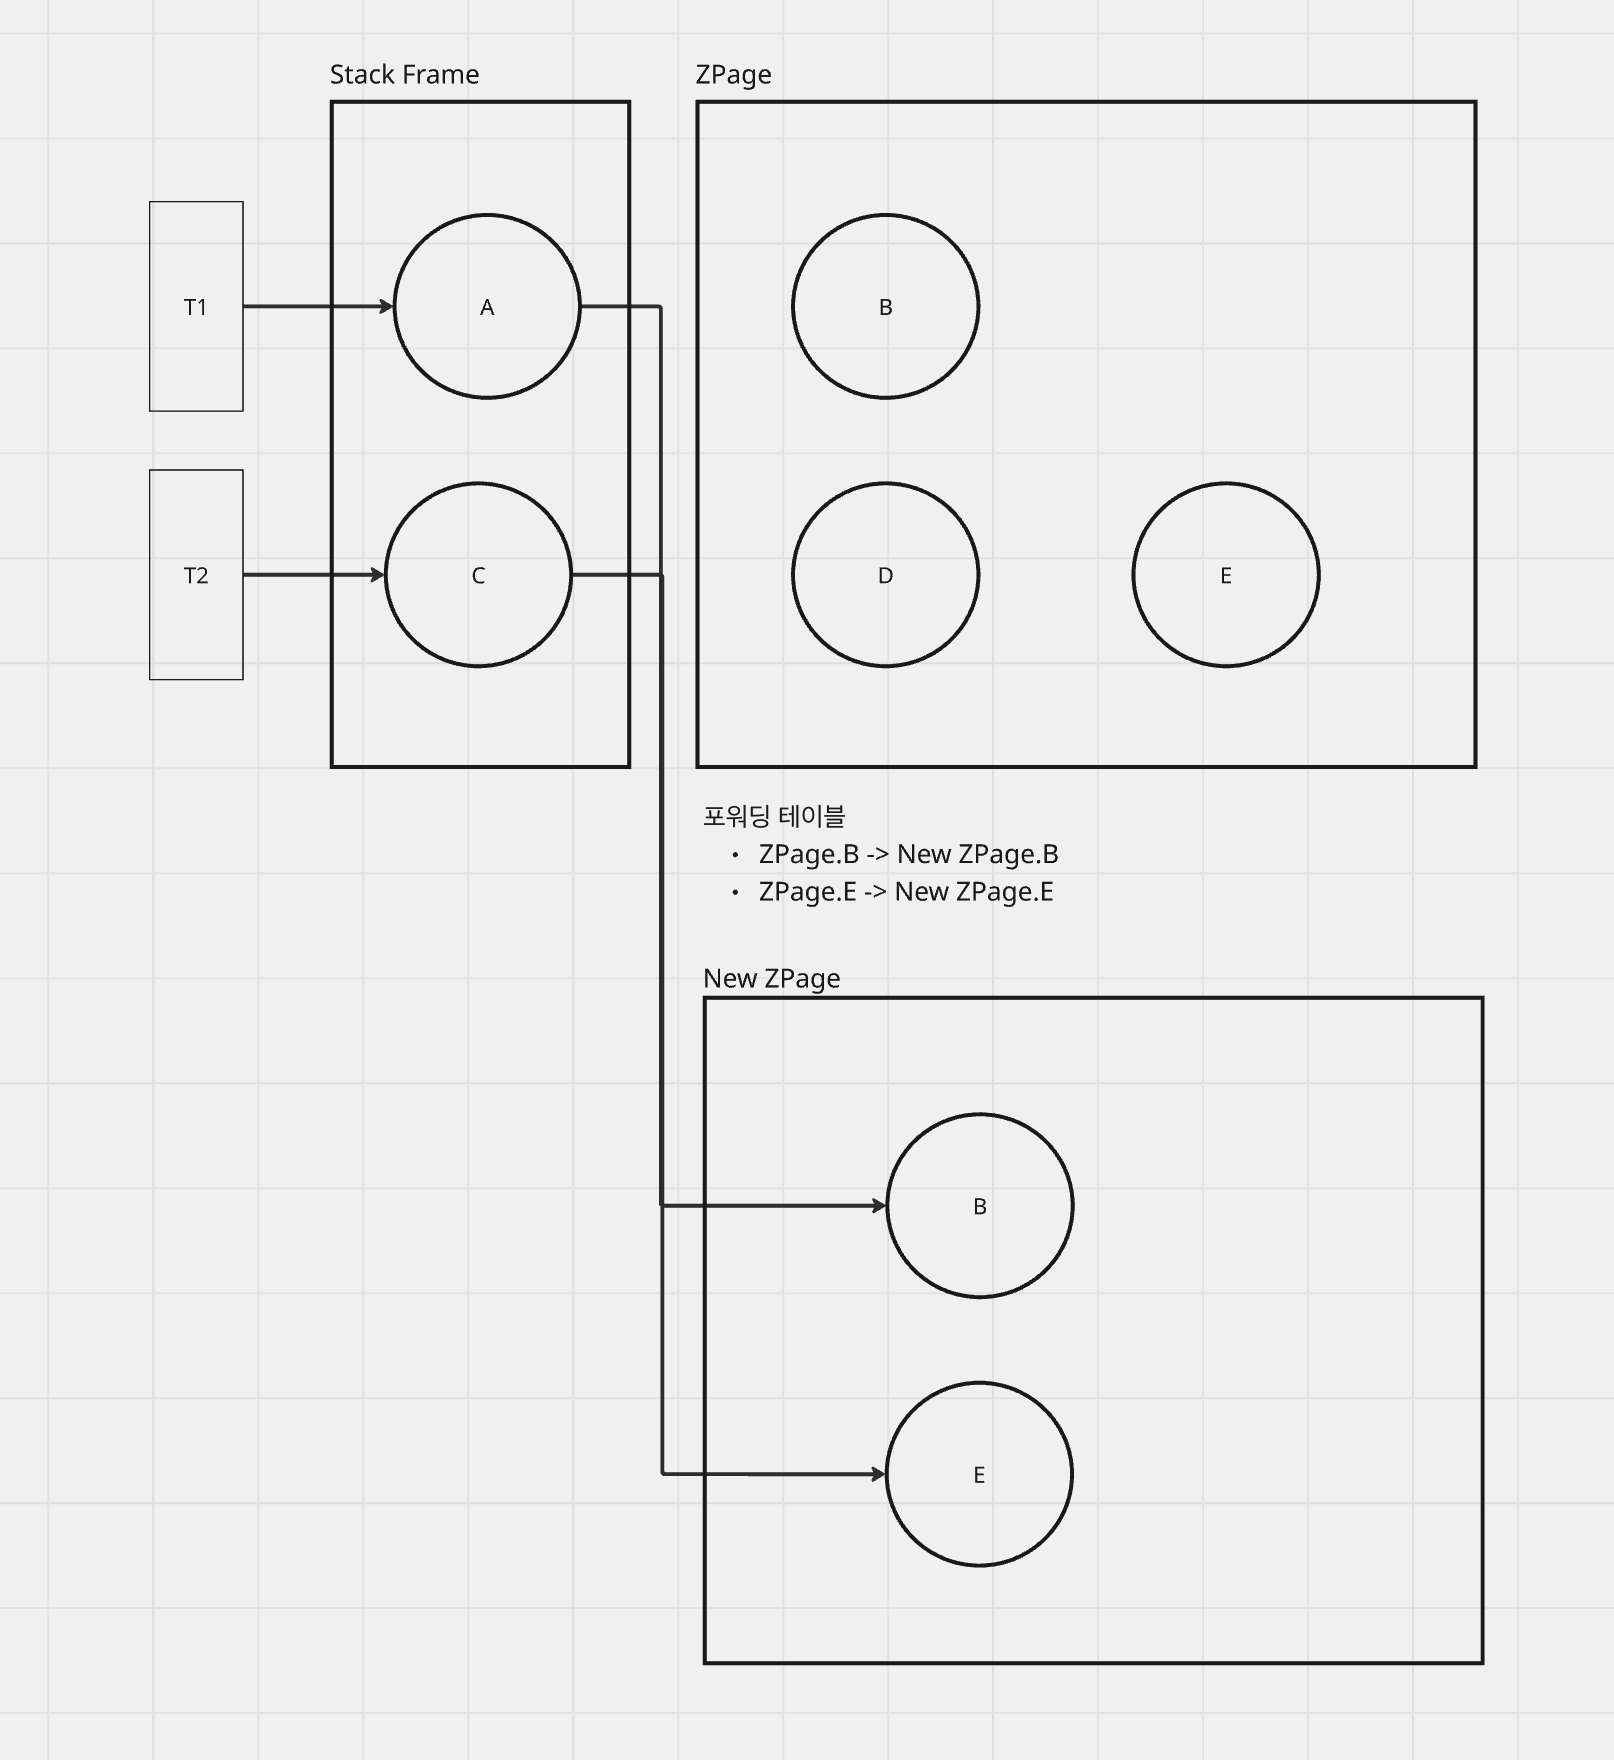 Stack Frame
ZPage
T1
A
B
T2
C
D
E
포워딩 테이블
• ZPage.B -> New ZPage.B
• ZPage.E -> New ZPage.E
New ZPage
B
E